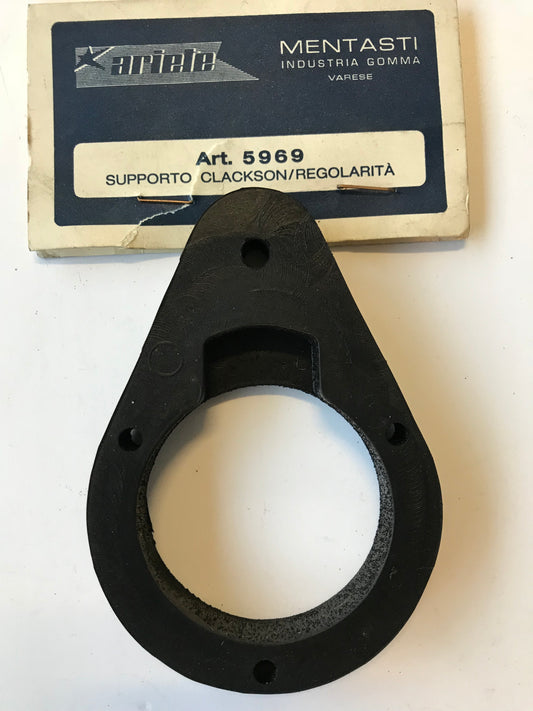 ariete
MENTASTI
INDUSTRIA GOMMA
VARESE
Art. 5969
SUPPORTO CLACKSON/REGOLARITÀ